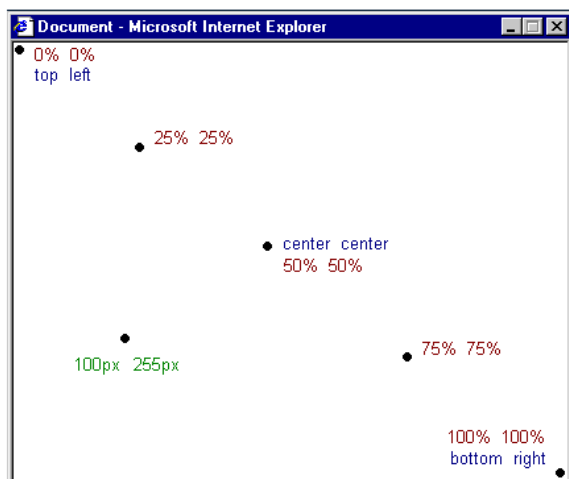 Document - Microsoft Internet Explorer
0% 0%
top left
25% 25%
center center
50% 50%
75% 75%
100px 255px
100% 100%
bottom right